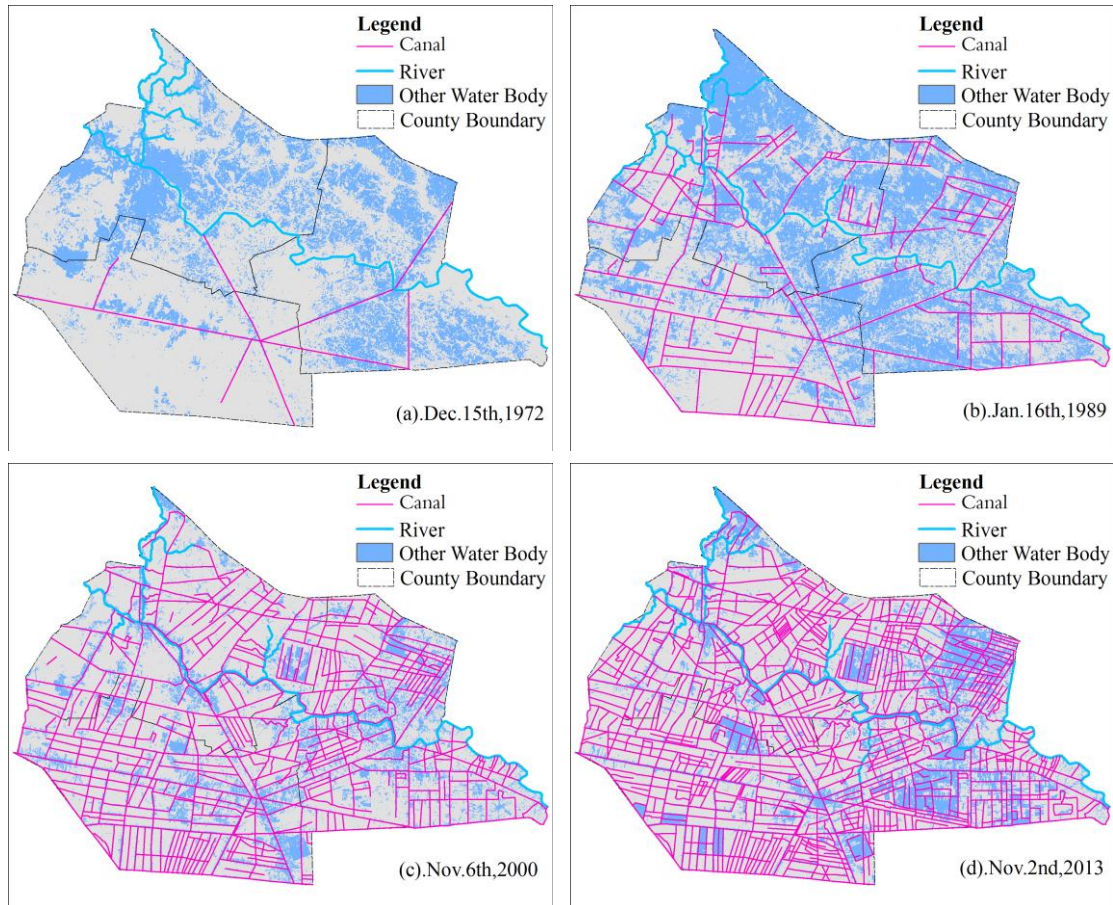 Legend
Canal
River
Other Water Body
County Boundary
(a).Dec.15th,1972
Legend
Canal
River
Other Water Body
County Boundary
(b).Jan.16th,1989
Legend
Canal
River
Other Water Body
County Boundary
(c).Nov.6th,2000
Legend
Canal
River
Other Water Body
County Boundary
(d).Nov.2nd,2013